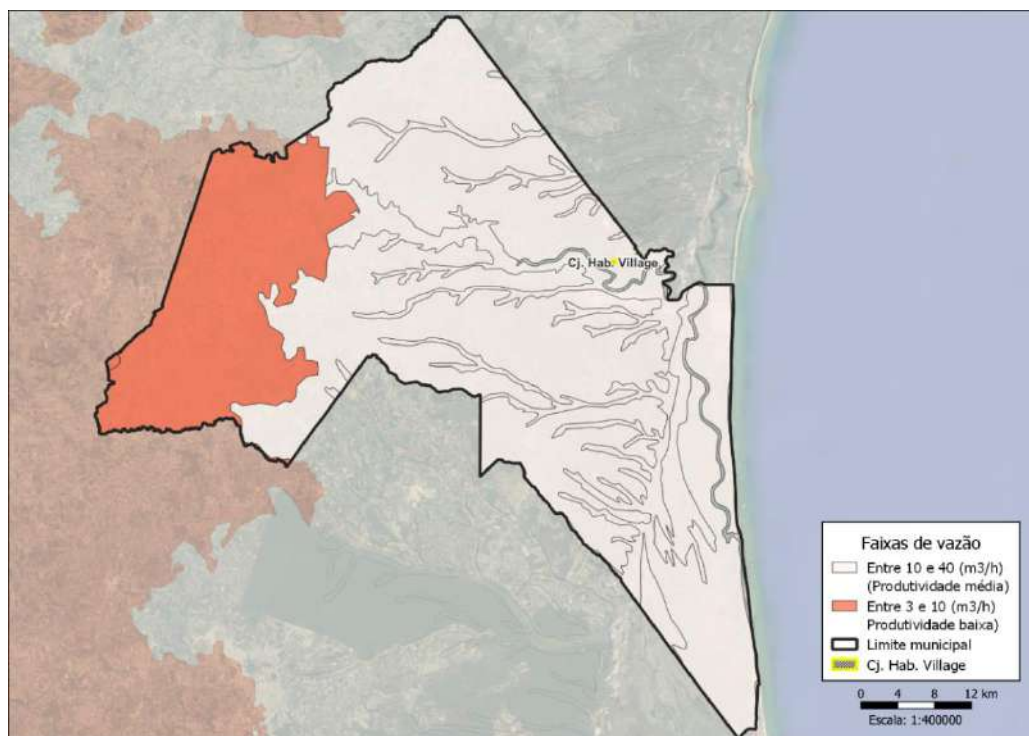 Cj. Hab. Village
Faixas de vazão
Entre 10 e 40 (m3/h)
(Produtividade média)
Entre 3 e 10 (m3/h)
Produtividade baixa)
Limite municipal
Cj. Hab. Village
0 4 8 12 km
Escala: 1:400000